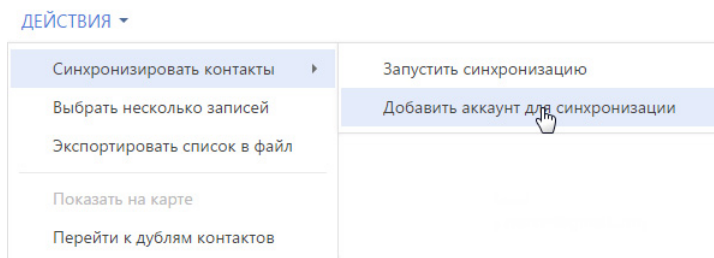 ДЕЙСТВИЯ
Синхронизировать контакты
Запустить синхронизацию
Выбрать несколько записей
Добавить аккаунт для синхронизации
Экспортировать список в файл
Показать на карте
Перейти к дублям контактов